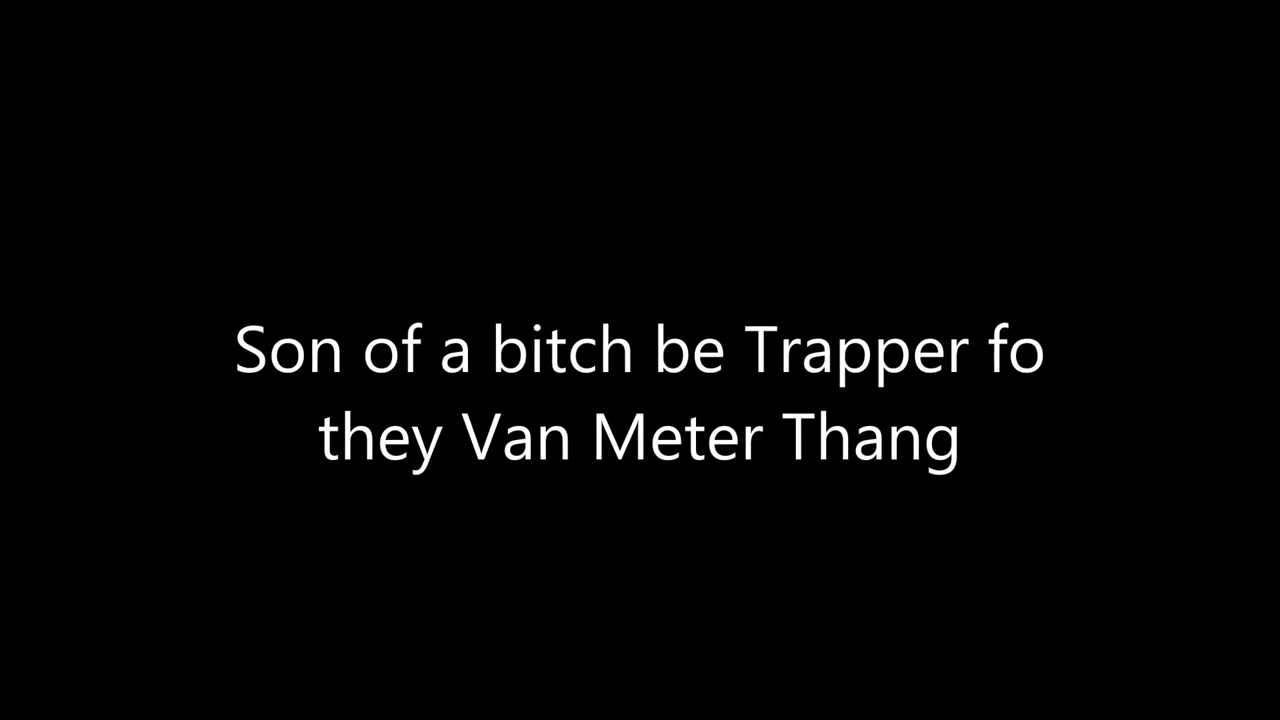 Son of a bitch be Trapper fo
they Van Meter Thang